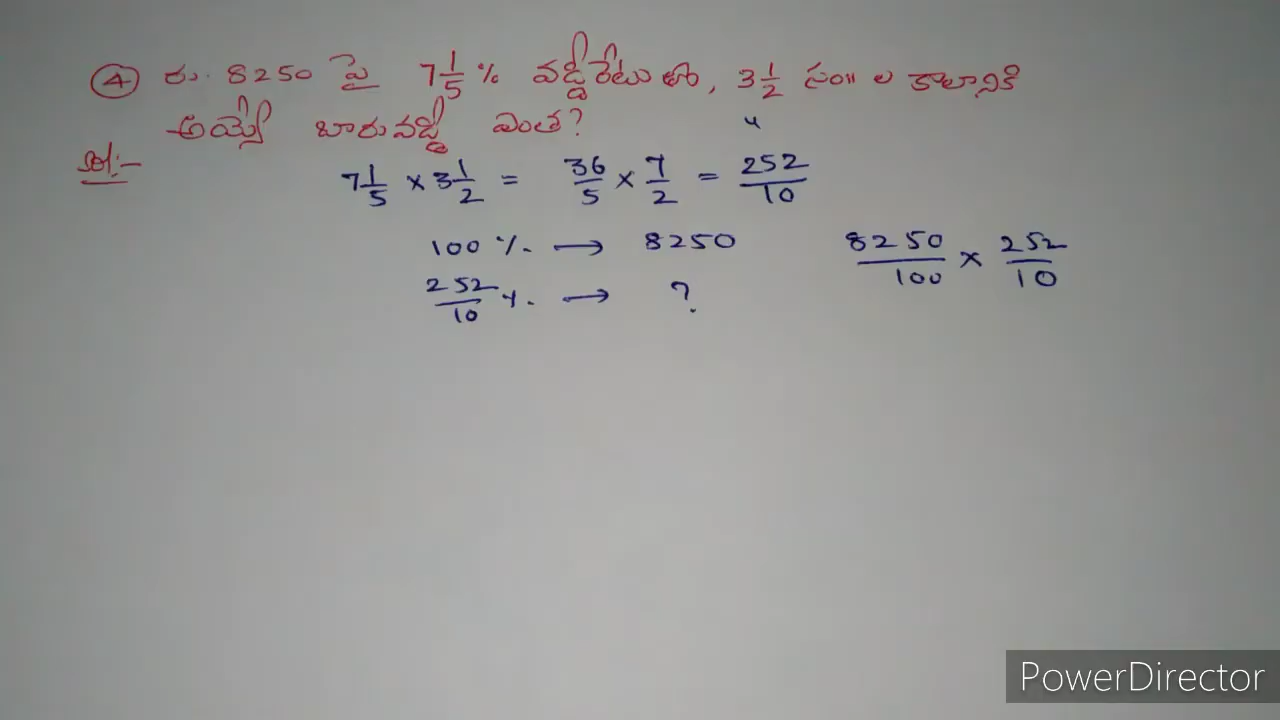 ④ రు. 8250 పై 7 1/5 % వడ్డీరేటుతో, 3 1/2 సం॥ ల కాలానికి
అయ్యే బారువడ్డీ ఎంత?
Sol:-
7 1/5 × 3 1/2 = 36/5 × 7/2 = 252/10
100 % → 8250
8250/100 × 252/10
252/10 % → ?
PowerDirector